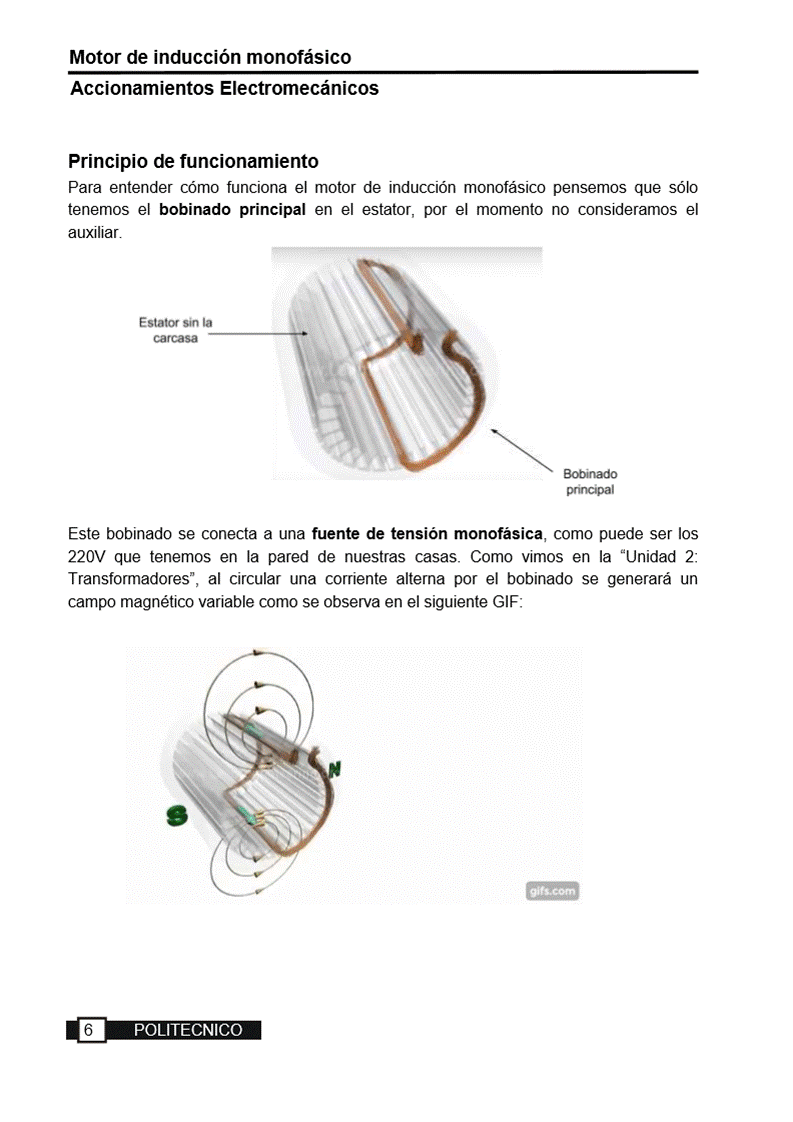 Motor de inducción monofásico
Accionamientos Electromecánicos
Principio de funcionamiento
Para entender cómo funciona el motor de inducción monofásico pensemos que sólo
tenemos el bobinado principal en el estator, por el momento no consideramos el
auxiliar.
Estator sin la
carcasa
Bobinado
principal
Este bobinado se conecta a una fuente de tensión monofásica, como puede ser los
220V que tenemos en la pared de nuestras casas. Como vimos en la “Unidad 2:
Transformadores”, al circular una corriente alterna por el bobinado se generará un
campo magnético variable como se observa en el siguiente GIF:
N
S
gifs.com
6 POLITECNICO